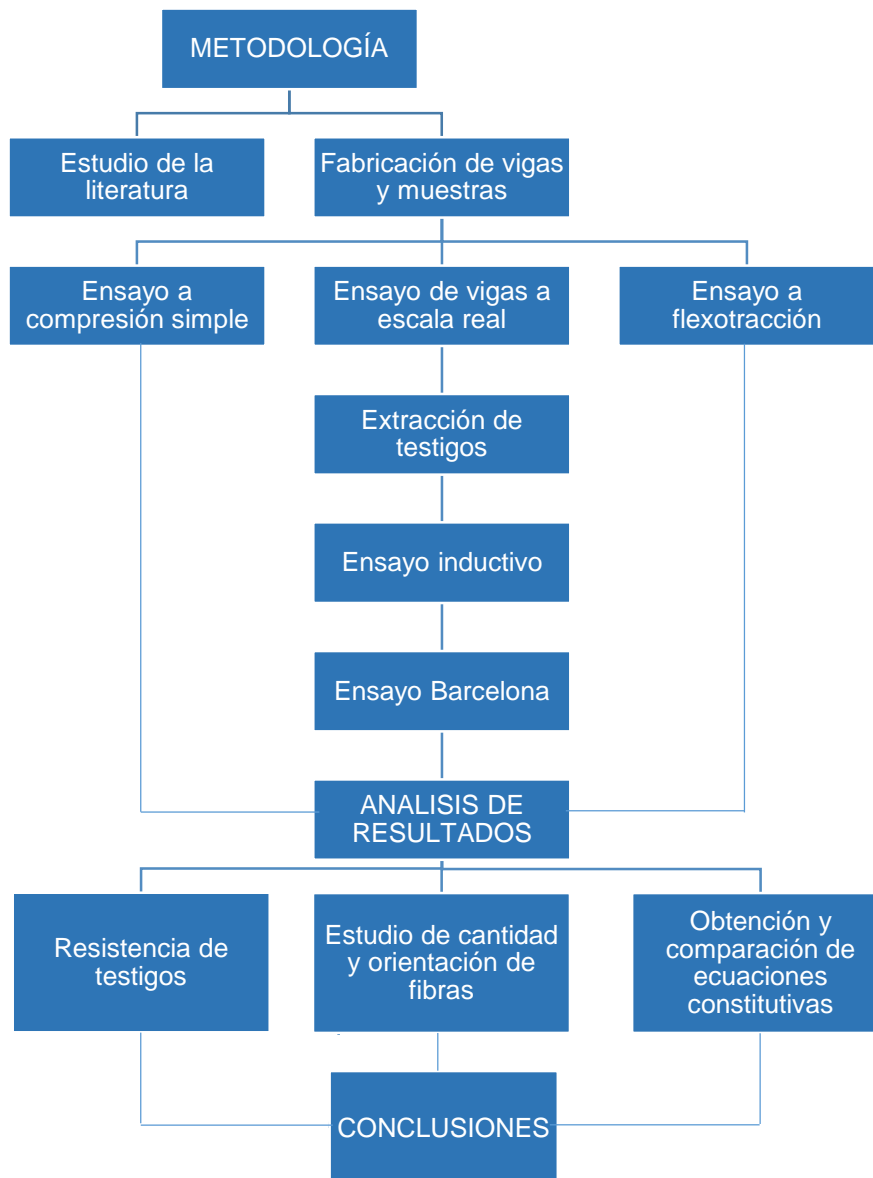 METODOLOGÍA
Estudio de la
literatura
Fabricación de vigas
y muestras
Ensayo a
compresión simple
Ensayo de vigas a
escala real
Ensayo a
flexotracción
Extracción de
testigos
Ensayo inductivo
Ensayo Barcelona
ANALISIS DE
RESULTADOS
Resistencia de
testigos
Estudio de cantidad
y orientación de
fibras
Obtención y
comparación de
ecuaciones
constitutivas
CONCLUSIONES